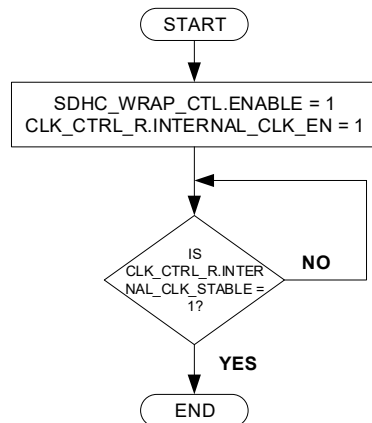 START
SDHC_WRAP_CTL.ENABLE = 1
CLK_CTRL_R.INTERNAL_CLK_EN = 1
IS
CLK_CTRL_R.INTER
NAL_CLK_STABLE =
1?
NO
YES
END